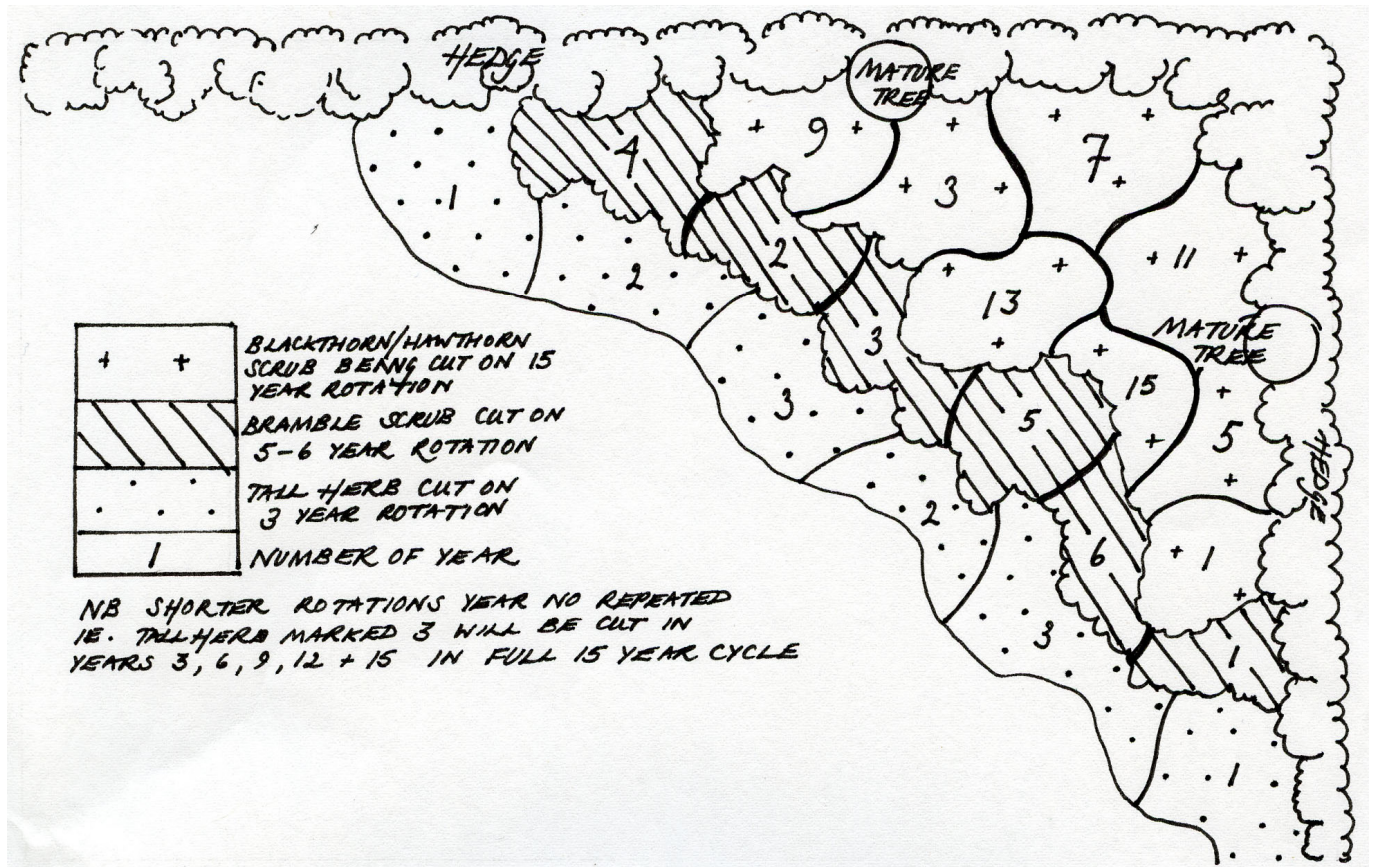 HEDGE
MATURE
TREE
9
7
4
3
1
2
11
2
13
MATURE
TREE
3
15
3
5
5
2
1
6
3
1
1
HEDGE
BLACKTHORN/HAWTHORN
SCRUB BEING CUT ON 15
YEAR ROTATION
BRAMBLE SCRUB CUT ON
5-6 YEAR ROTATION
TALL HERB CUT ON
3 YEAR ROTATION
1 NUMBER OF YEAR
NB SHORTER ROTATIONS YEAR NO REPEATED
IE. TALL HERB MARKED 3 WILL BE CUT IN
YEARS 3, 6, 9, 12 + 15 IN FULL 15 YEAR CYCLE